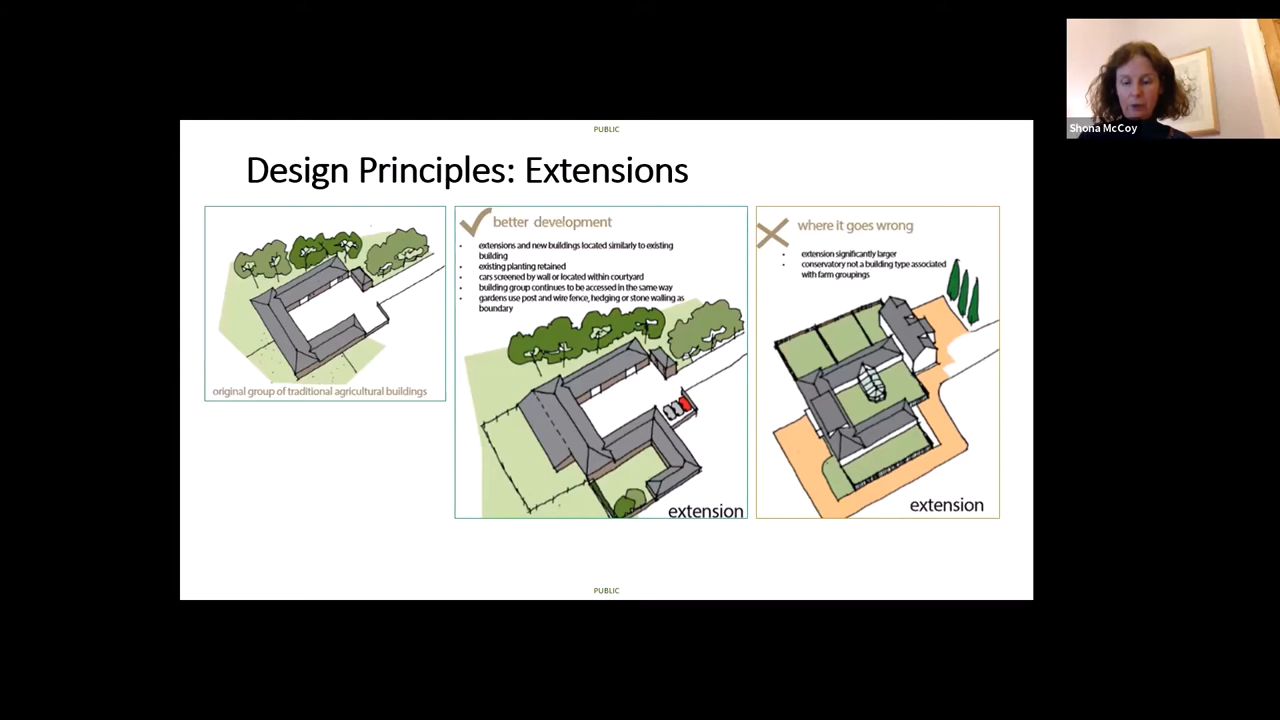 PUBLIC
Design Principles: Extensions
original group of traditional agricultural buildings
better development
• extensions and new buildings located similarly to existing
building
• existing planting retained
• cars screened by wall or located within courtyard
• building group continues to be accessed in the same way
• gardens use post and wire fence, hedging or stone walling as
boundary
extension
where it goes wrong
• extension significantly larger
• conservatory not a building type associated
with farm groupings
extension
PUBLIC
Shona McCoy